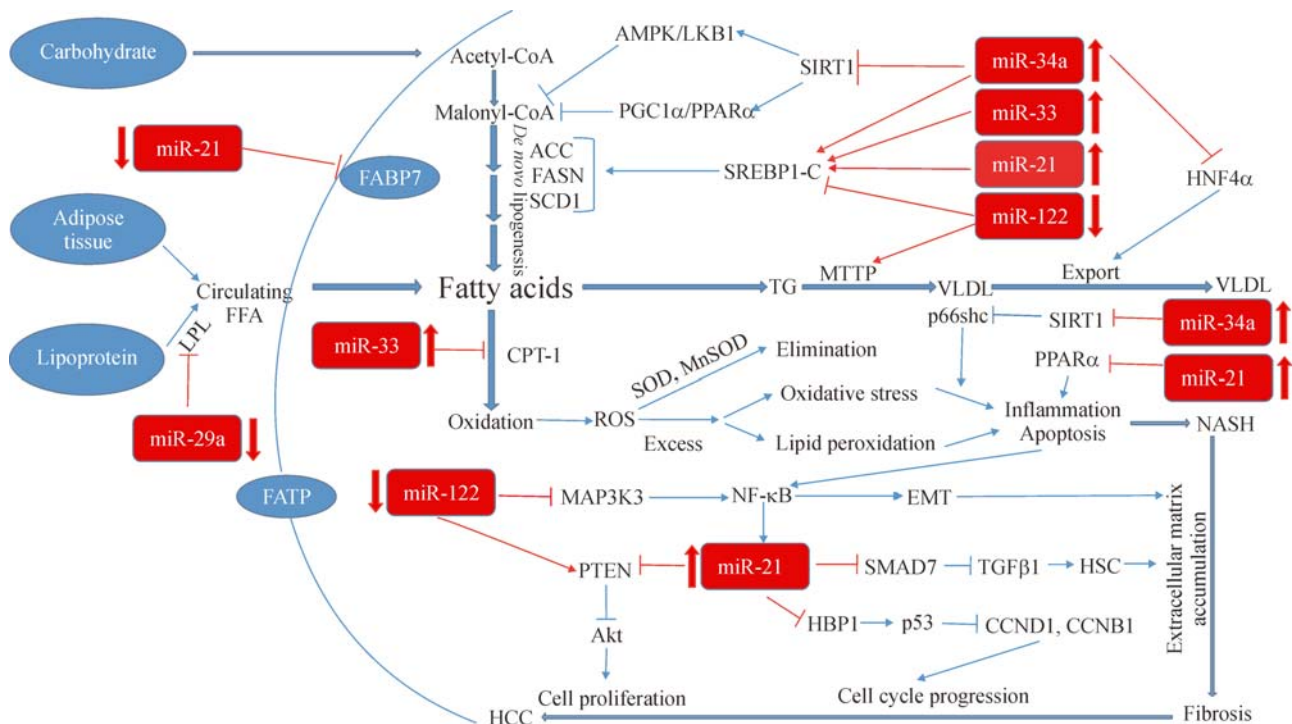 Carbohydrate
Acetyl-CoA
AMPK/LKB1
SIRT1
miR-34a
Malonyl-CoA
PGC1α/PPARα
miR-33
miR-21
FABP7
De novo lipogenesis
ACC
FASN
SCD1
SREBP1-C
miR-21
HNF4α
miR-122
Adipose
tissue
Circulating
FFA
Fatty acids
TG
MTTP
VLDL
Export
VLDL
Lipoprotein
LPL
miR-33
CPT-1
p66shc
SIRT1
miR-34a
PPARα
miR-21
SOD, MnSOD
Elimination
miR-29a
Oxidation
ROS
Excess
Oxidative stress
Lipid peroxidation
Inflammation
Apoptosis
NASH
FATP
miR-122
MAP3K3
NF-κB
EMT
Extracellular matrix
accumulation
PTEN
miR-21
SMAD7
TGFβ1
HSC
Akt
HBP1
p53
CCND1, CCNB1
Cell proliferation
Cell cycle progression
HCC
Fibrosis